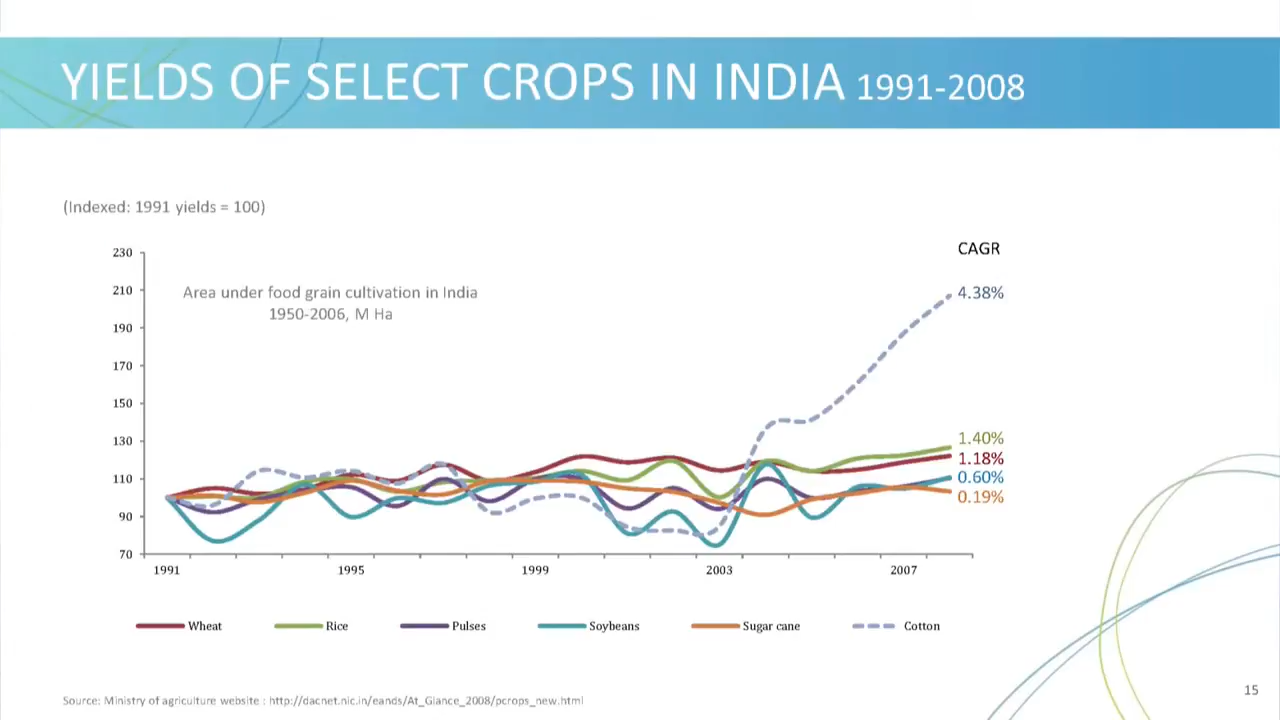 YIELDS OF SELECT CROPS IN INDIA 1991-2008
(Indexed: 1991 yields = 100)
CAGR
230
210
190
170
150
130
110
90
70
Area under food grain cultivation in India
1950-2006, M Ha
4.38%
1.40%
1.18%
0.60%
0.19%
1991 1995 1999 2003 2007
Wheat Rice Pulses Soybeans Sugar cane Cotton
Source: Ministry of agriculture website : http://dacnet.nic.in/eands/At_Glance_2008/pcrops_new.html
15